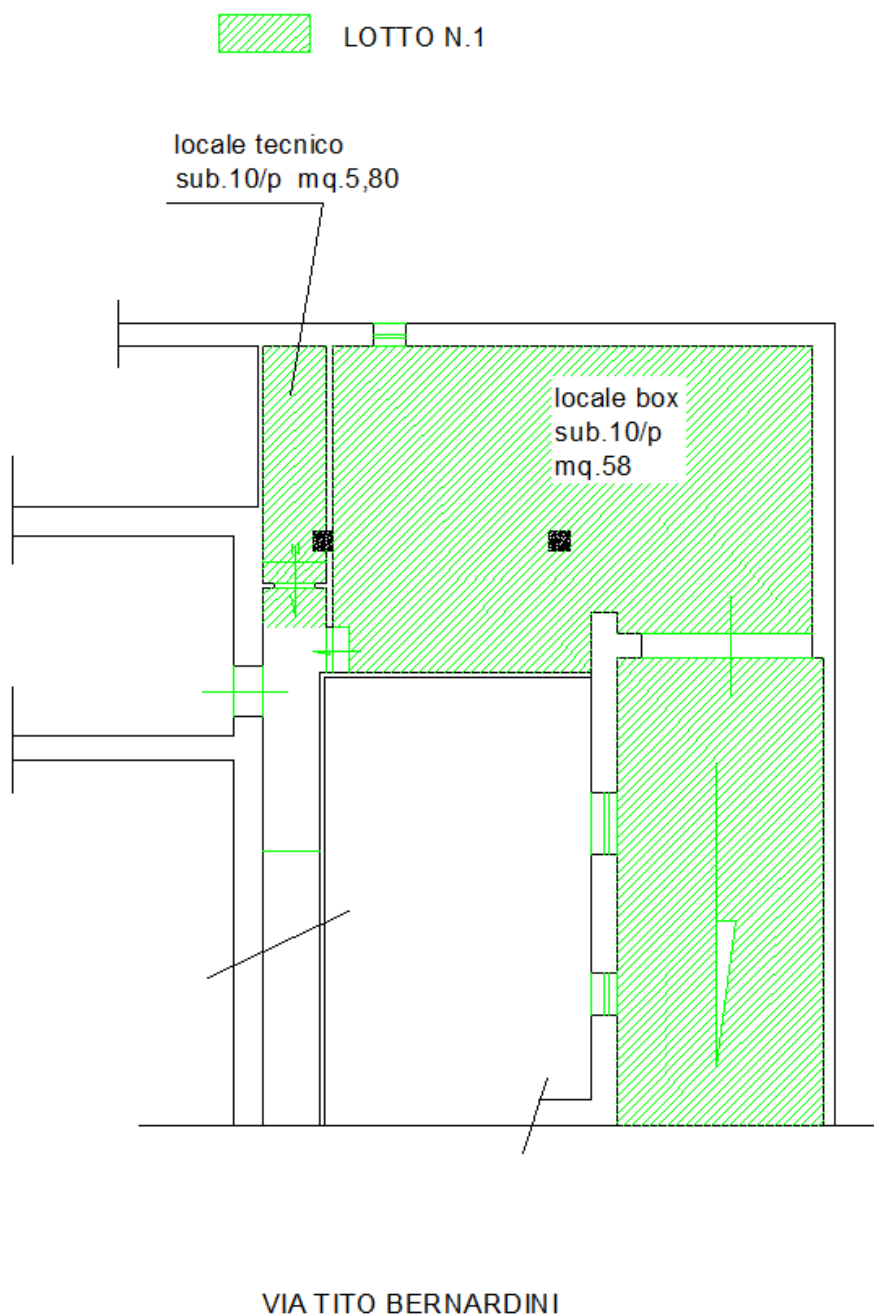 LOTTO N.1
locale tecnico
sub.10/p mq.5,80
locale box
sub.10/p
mq.58
VIA TITO BERNARDINI